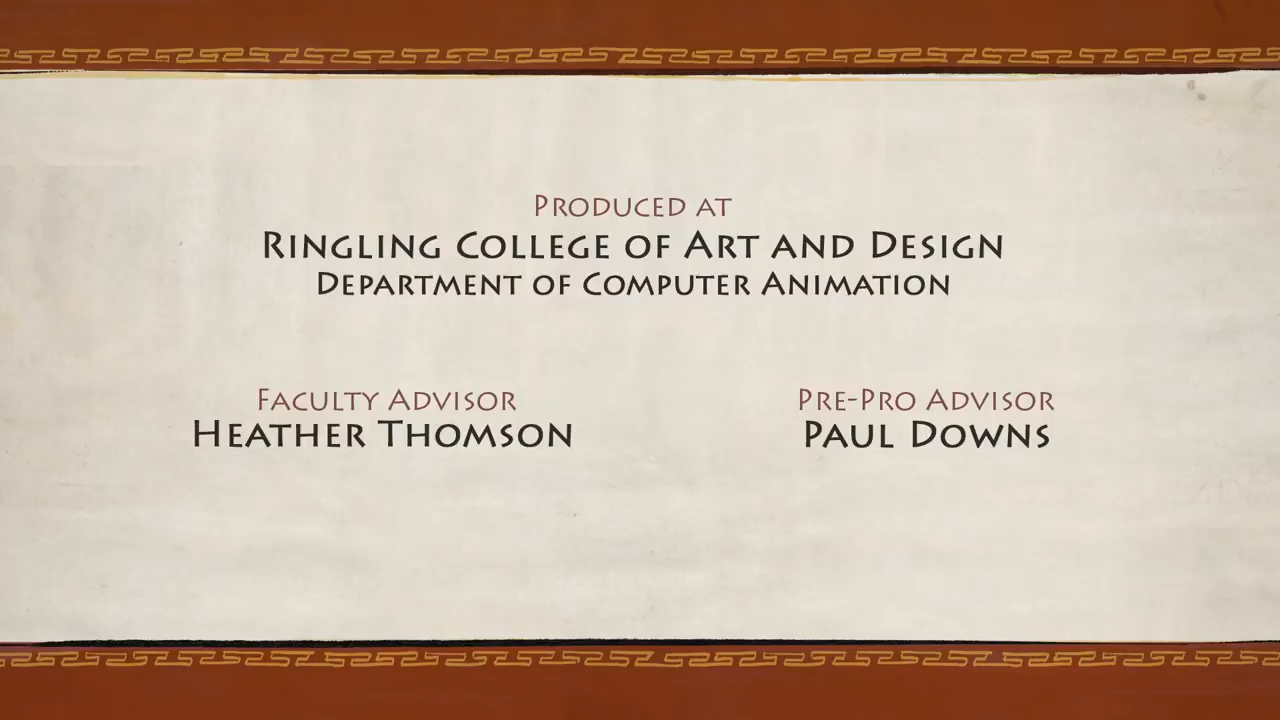 Produced at
Ringling College of Art and Design
Department of Computer Animation
Faculty Advisor
Heather Thomson
Pre-Pro Advisor
Paul Downs